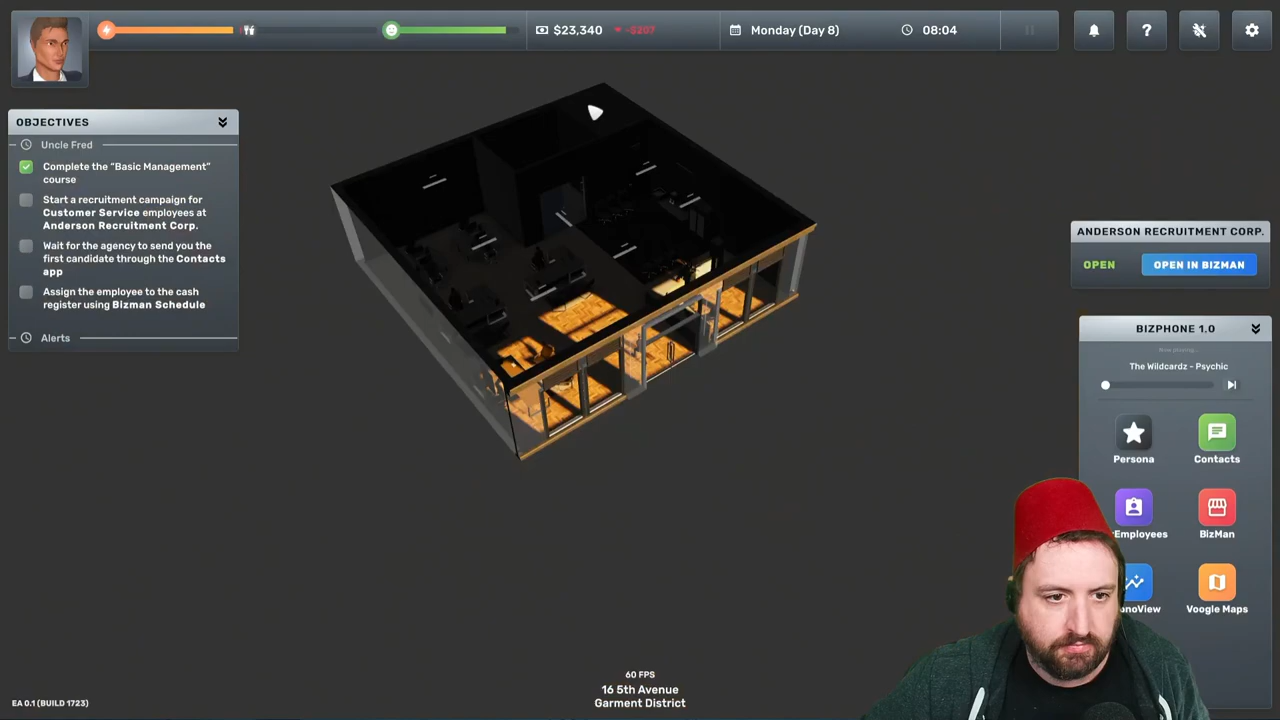 $23,340
-$207
Monday (Day 8)
08:04
OBJECTIVES
Uncle Fred
Complete the "Basic Management"
course
Start a recruitment campaign for
Customer Service employees at
Anderson Recruitment Corp.
Wait for the agency to send you the
first candidate through the Contacts
app
Assign the employee to the cash
register using Bizman Schedule
Alerts
ANDERSON RECRUITMENT CORP.
OPEN
OPEN IN BIZMAN
BIZPHONE 1.0
Now playing...
The Wildcardz - Psychic
Persona
Contacts
Employees
BizMan
onoView
Voogle Maps
60 FPS
16 5th Avenue
Garment District
EA 0.1 (BUILD 1723)